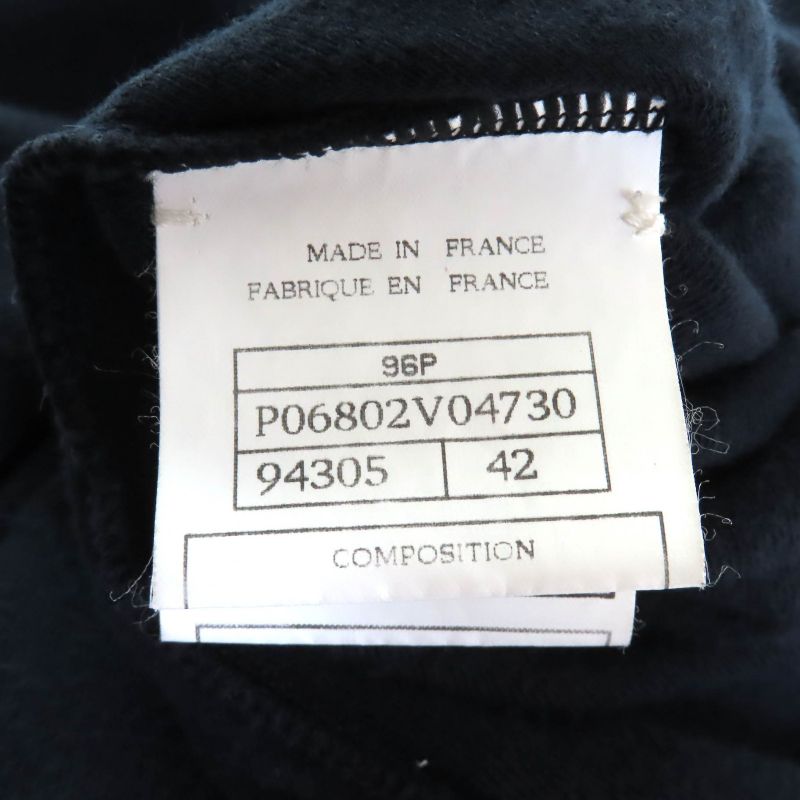 MADE IN FRANCE
FABRIQUE EN FRANCE
96P
P06802V04730
94305 42
COMPOSITION